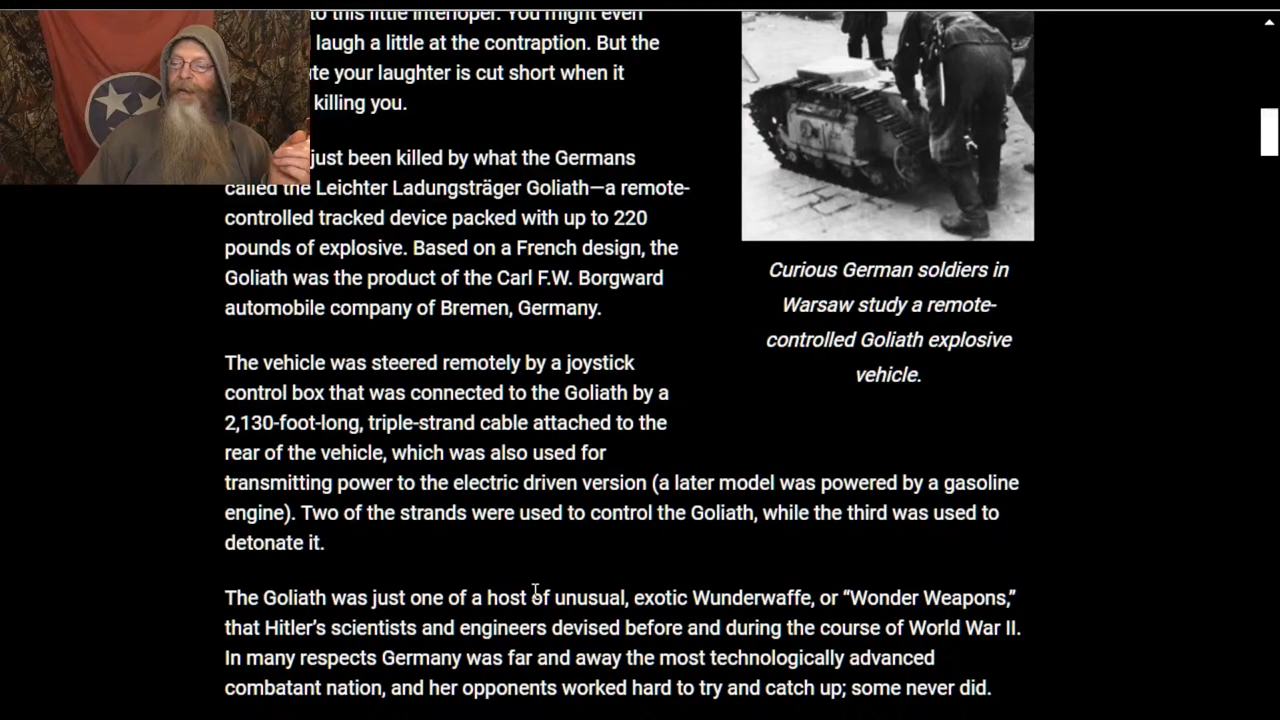 to this little interloper. You might even
laugh a little at the contraption. But the
te your laughter is cut short when it
killing you.
just been killed by what the Germans
called the Leichter Ladungsträger Goliath—a remote-
controlled tracked device packed with up to 220
pounds of explosive. Based on a French design, the
Goliath was the product of the Carl F.W. Borgward
automobile company of Bremen, Germany.
Curious German soldiers in
Warsaw study a remote-
controlled Goliath explosive
vehicle.
The vehicle was steered remotely by a joystick
control box that was connected to the Goliath by a
2,130-foot-long, triple-strand cable attached to the
rear of the vehicle, which was also used for
transmitting power to the electric driven version (a later model was powered by a gasoline
engine). Two of the strands were used to control the Goliath, while the third was used to
detonate it.
The Goliath was just one of a host of unusual, exotic Wunderwaffe, or “Wonder Weapons,”
that Hitler’s scientists and engineers devised before and during the course of World War II.
In many respects Germany was far and away the most technologically advanced
combatant nation, and her opponents worked hard to try and catch up; some never did.